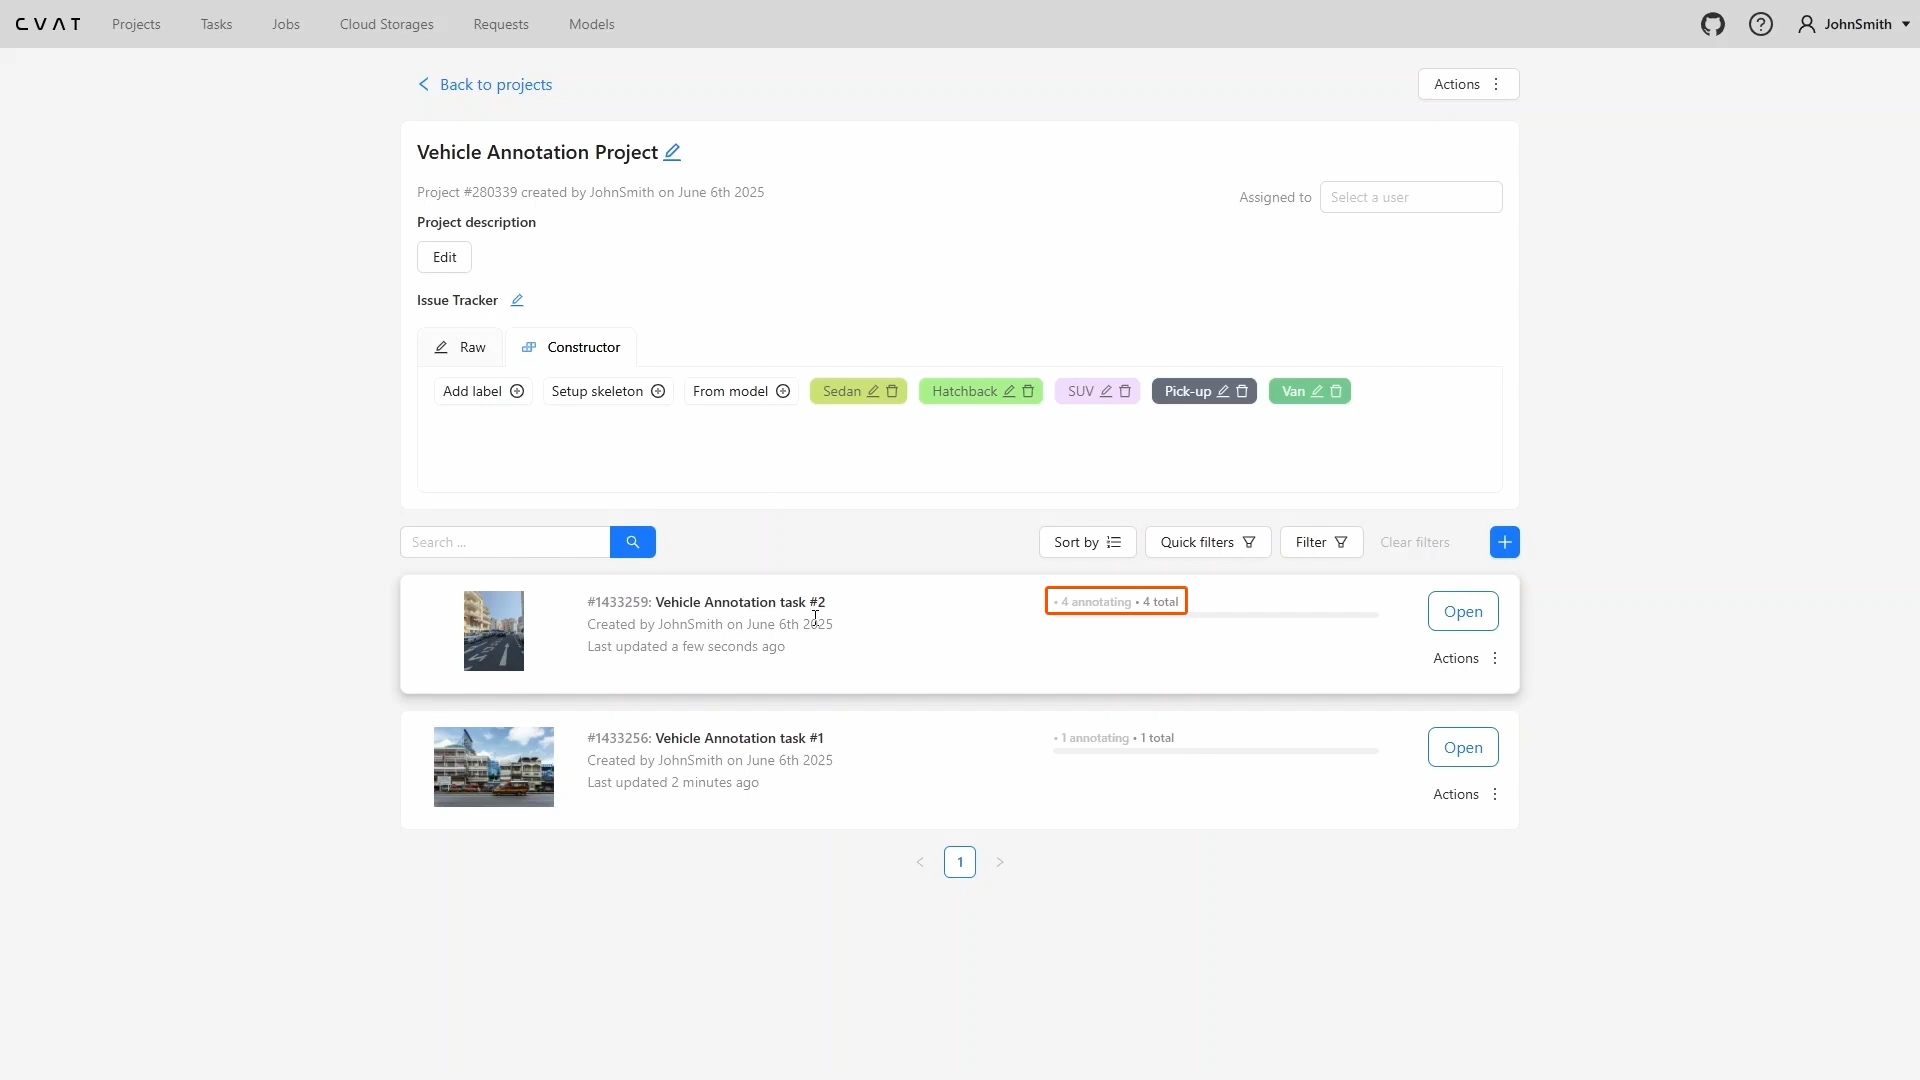 CVAT Projects Tasks Jobs Cloud Storages Requests Models JohnSmith
Back to projects Actions
Vehicle Annotation Project
Project #280339 created by JohnSmith on June 6th 2025
Assigned to Select a user
Project description
Edit
Issue Tracker
Raw Constructor
Add label Setup skeleton From model Sedan Hatchback SUV Pick-up Van
Search ... Sort by Quick filters Filter Clear filters
#1433259: Vehicle Annotation task #2 • 4 annotating • 4 total Open
Created by JohnSmith on June 6th 2025
Last updated a few seconds ago Actions
#1433256: Vehicle Annotation task #1 • 1 annotating • 1 total Open
Created by JohnSmith on June 6th 2025
Last updated 2 minutes ago Actions
1